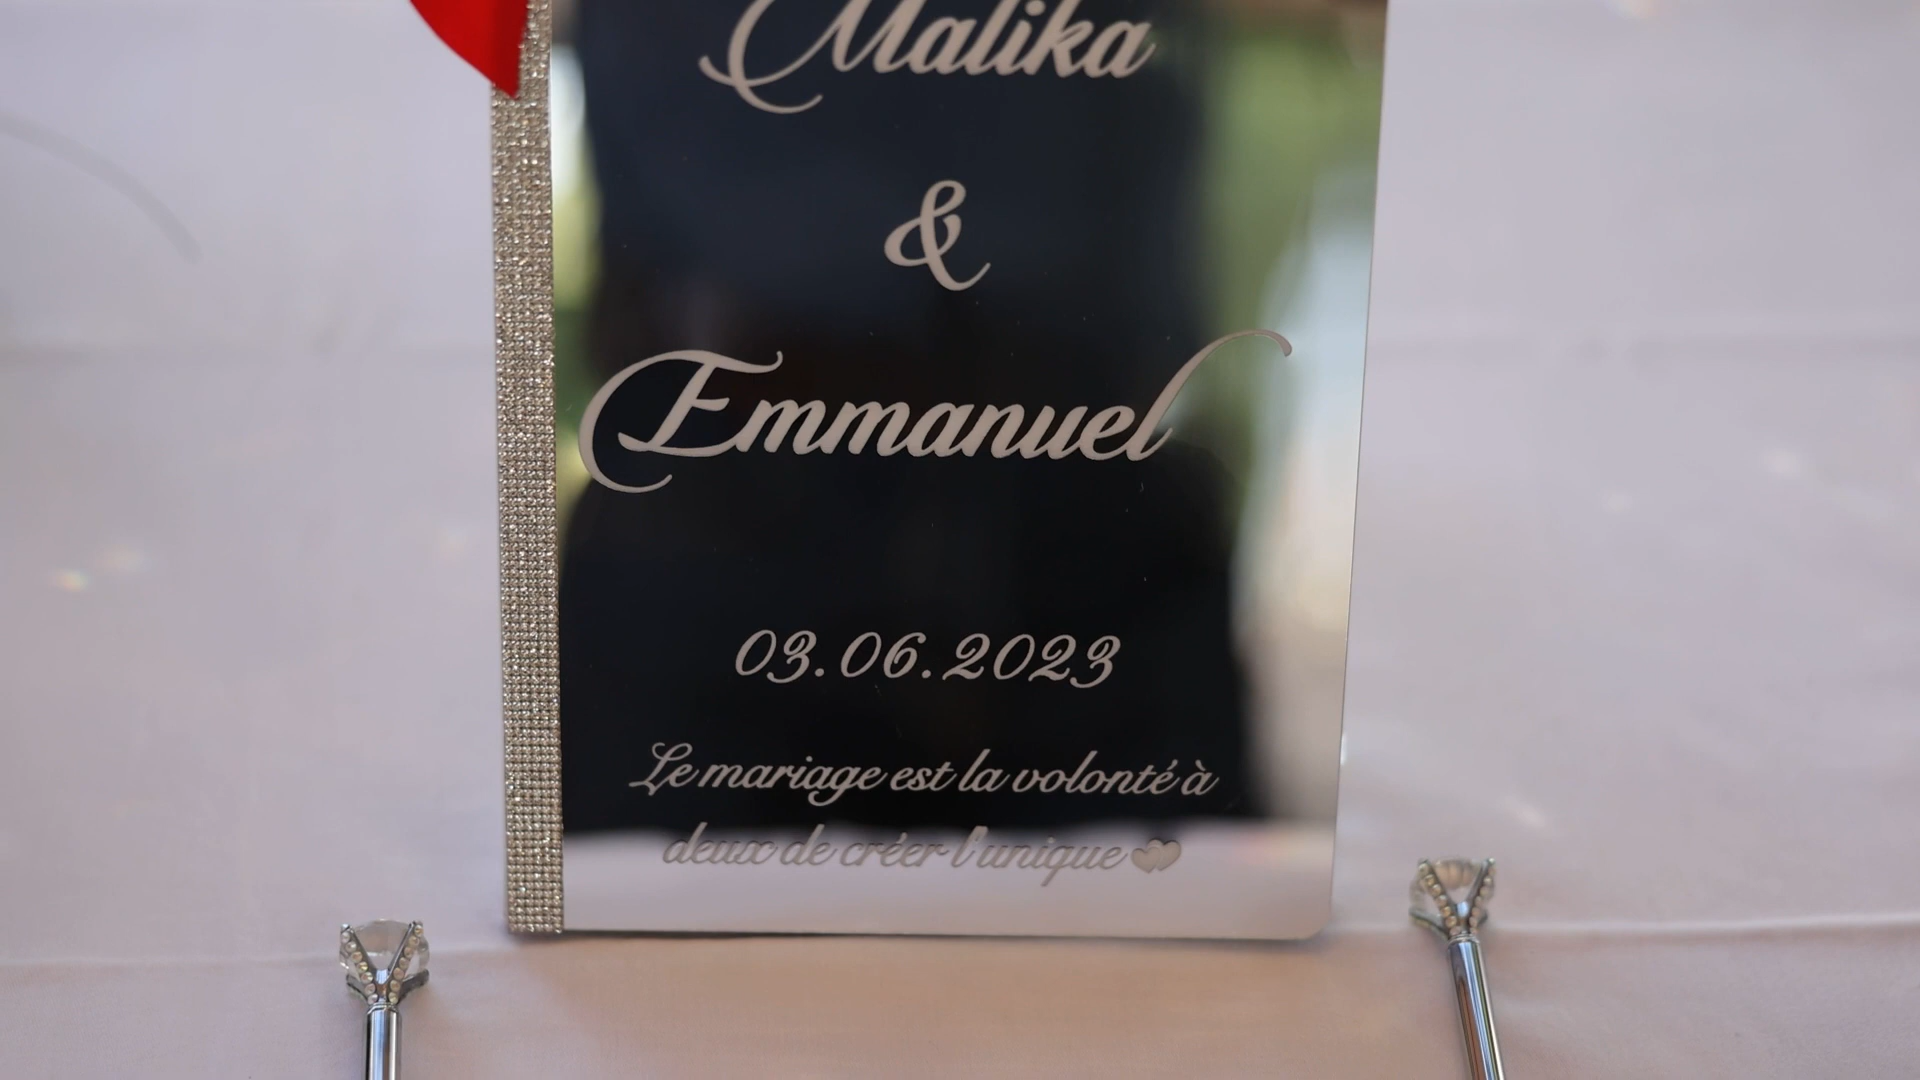 Malika
&
Emmanuel
03.06.2023
Le mariage est la volonté à
deux de créer l'unique